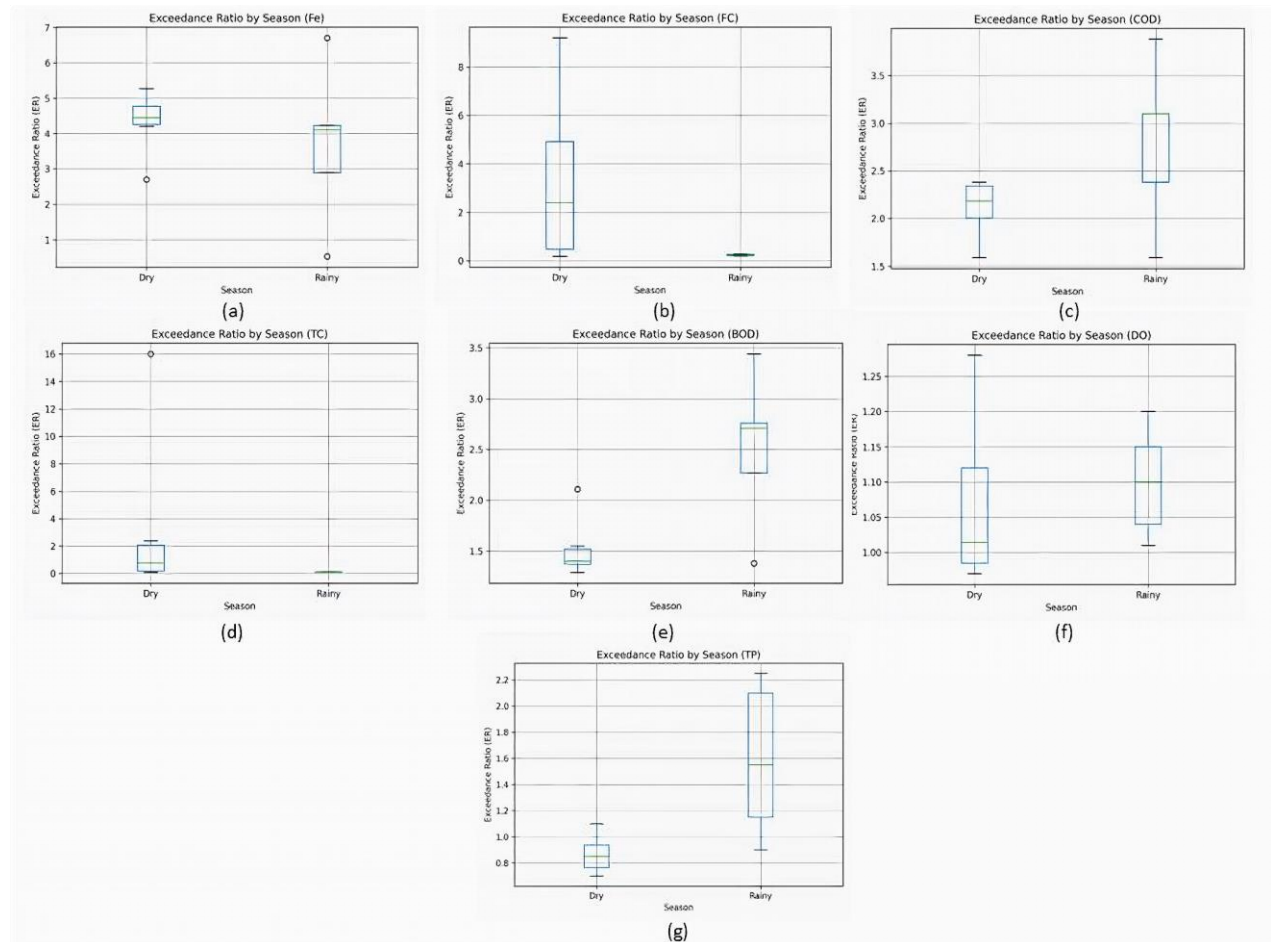 Exceedance Ratio by Season (Fe)
Exceedance Ratio (ER)
7
6
5
4
3
2
1
Dry
Rainy
Season
(a)
Exceedance Ratio by Season (FC)
Exceedance Ratio (ER)
8
6
4
2
0
Dry
Rainy
Season
(b)
Exceedance Ratio by Season (COD)
Exceedance Ratio (ER)
3.5
3.0
2.5
2.0
1.5
Dry
Rainy
Season
(c)
Exceedance Ratio by Season (TC)
Exceedance Ratio (ER)
16
14
12
10
8
6
4
2
0
Dry
Rainy
Season
(d)
Exceedance Ratio by Season (BOD)
Exceedance Ratio (ER)
3.5
3.0
2.5
2.0
1.5
Dry
Rainy
Season
(e)
Exceedance Ratio by Season (DO)
Exceedance Ratio (ER)
1.25
1.20
1.15
1.10
1.05
1.00
Dry
Rainy
Season
(f)
Exceedance Ratio by Season (TP)
Exceedance Ratio (ER)
2.2
2.0
1.8
1.6
1.4
1.2
1.0
0.8
Dry
Rainy
Season
(g)